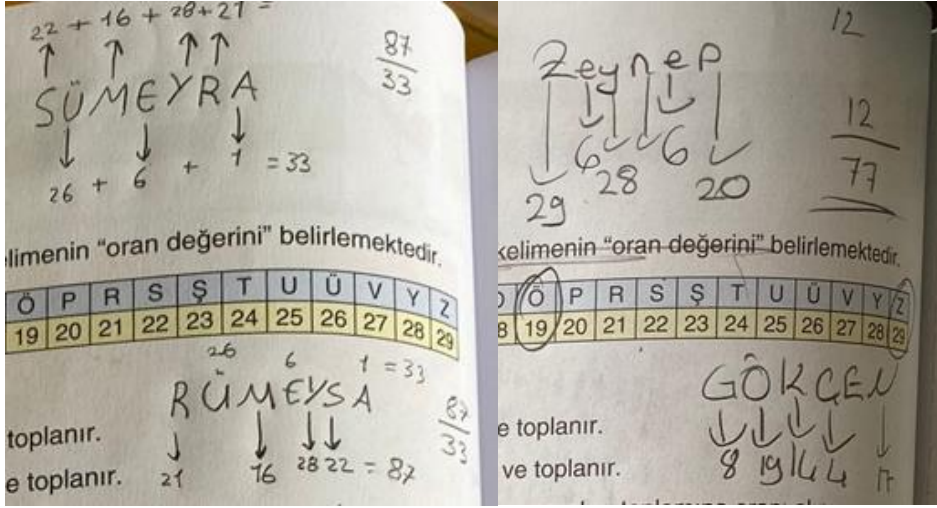 22 + 16 + 28 + 21 =
SÜMEYRA
26 + 6 + 1 = 33
87
33
limenin "oran değerini" belirlemektedir.
Ö P R S Ş T U Ü V Y Z
19 20 21 22 23 24 25 26 27 28 29
26 6 1 = 33
RÜMEYSA
21 16 28 22 = 87
87
33
toplanır.
e toplanır.
12
Zeynep
6 6
28
29 20
12
77
kelimenin "oran değerini" belirlemektedir.
Ö P R S Ş T U Ü V Y Z
8 19 20 21 22 23 24 25 26 27 28 29
GÖKÇEN
8 19 14 4 17
e toplanır.
ve toplanır.